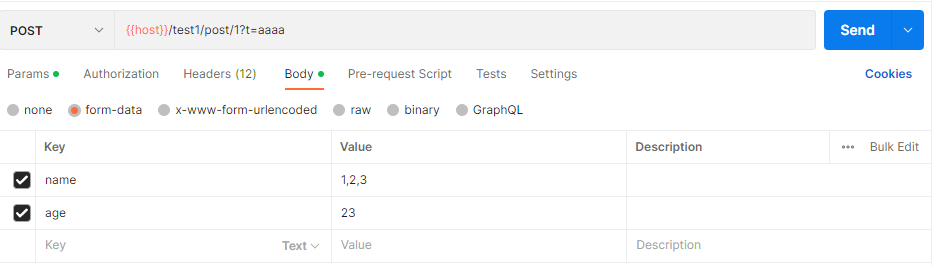 POST {{host}}/test1/post/1?t=aaaa Send
Params Authorization Headers (12) Body Pre-request Script Tests Settings Cookies
none form-data x-www-form-urlencoded raw binary GraphQL
Key Value Description ••• Bulk Edit
name 1,2,3
age 23
Key Text Value Description